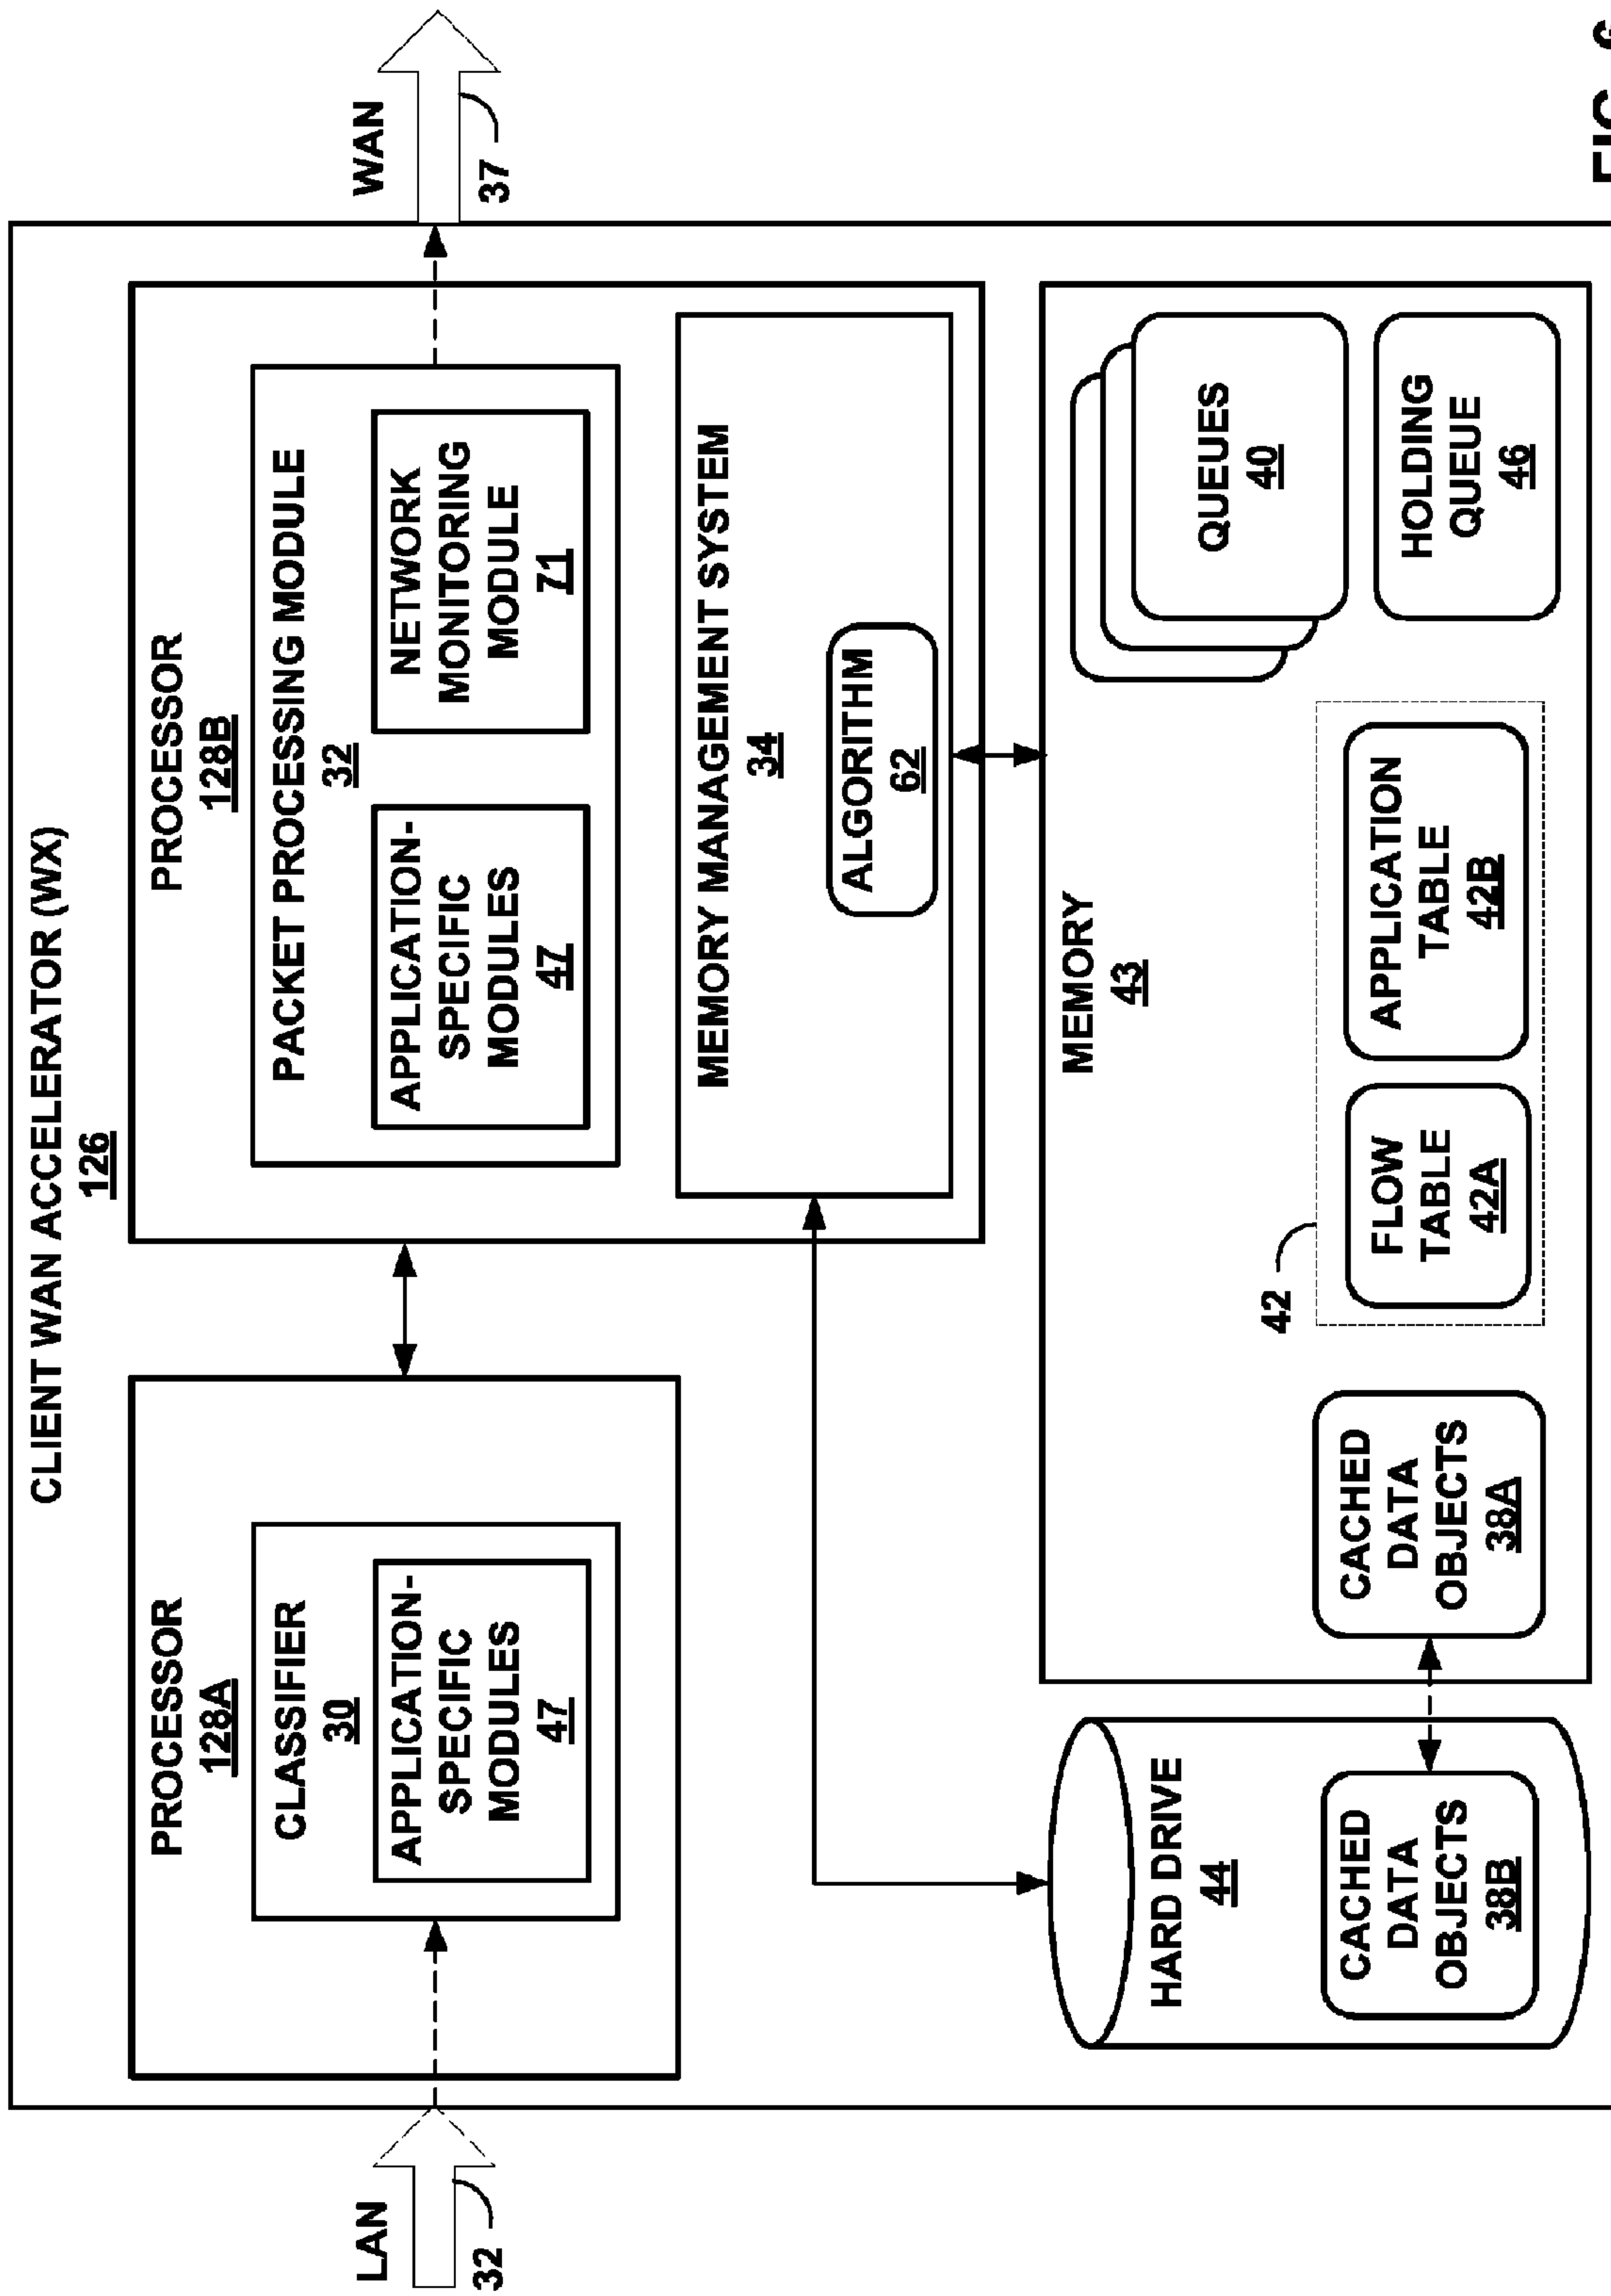 CLIENT WAN ACCELERATOR (WX)
126
LAN
32
PROCESSOR
128A
CLASSIFIER
30
APPLICATION-
SPECIFIC
MODULES
47
PROCESSOR
128B
PACKET PROCESSING MODULE
32
APPLICATION-
SPECIFIC
MODULES
47
NETWORK
MONITORING
MODULE
71
MEMORY MANAGEMENT SYSTEM
34
ALGORITHM
62
WAN
37
HARD DRIVE
44
CACHED
DATA
OBJECTS
38B
MEMORY
43
CACHED
DATA
OBJECTS
38A
42
FLOW
TABLE
42A
APPLICATION
TABLE
42B
QUEUES
40
HOLDING
QUEUE
46